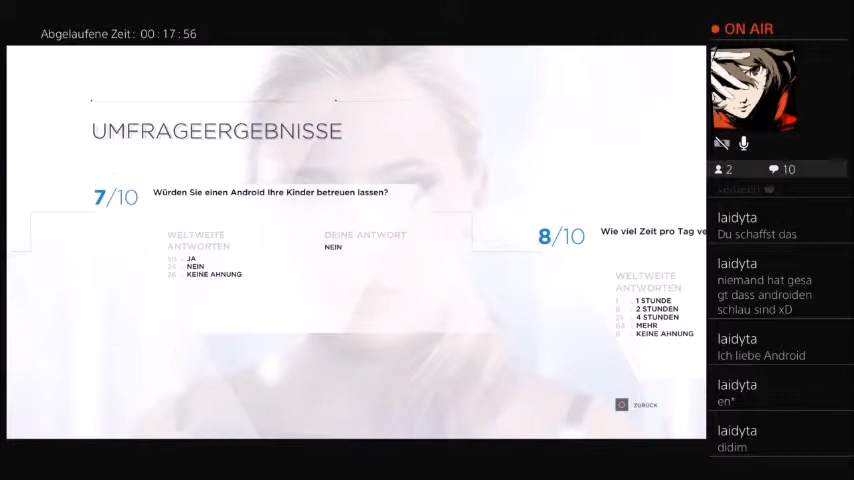 Abgelaufene Zeit: 00:17:56
ON AIR
UMFRAGEERGEBNISSE
7/10 Würden Sie einen Android Ihre Kinder betreuen lassen?
WELTWEITE
ANTWORTEN
50 JA
24 NEIN
26 KEINE AHNUNG
DEINE ANTWORT
NEIN
8/10 Wie viel Zeit pro Tag ve
WELTWEITE
ANTWORTEN
1 1 STUNDE
8 2 STUNDEN
21 4 STUNDEN
64 MEHR
6 KEINE AHNUNG
ZURÜCK
2 10
laidyta
Du schaffst das
laidyta
niemand hat gesa
gt dass androiden
schlau sind xD
laidyta
Ich liebe Android
laidyta
en*
laidyta
didim